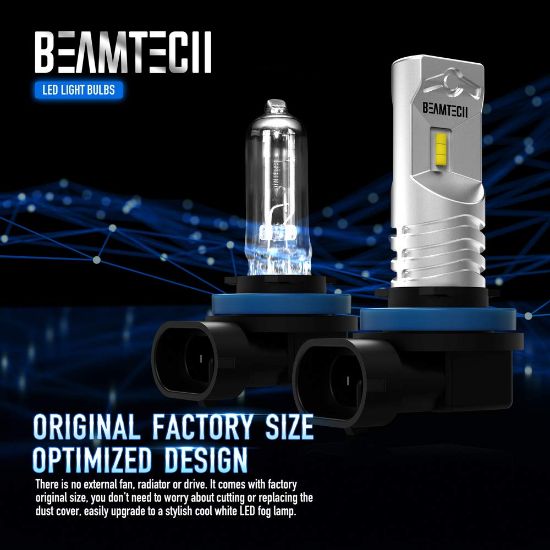 BEAMTECH
LED LIGHT BULBS
BEAMTECH
ORIGINAL FACTORY SIZE
OPTIMIZED DESIGN
There is no external fan, radiator or drive. It comes with factory
original size, you don't need to worry about cutting or replacing the
dust cover, easily upgrade to a stylish cool white LED fog lamp.